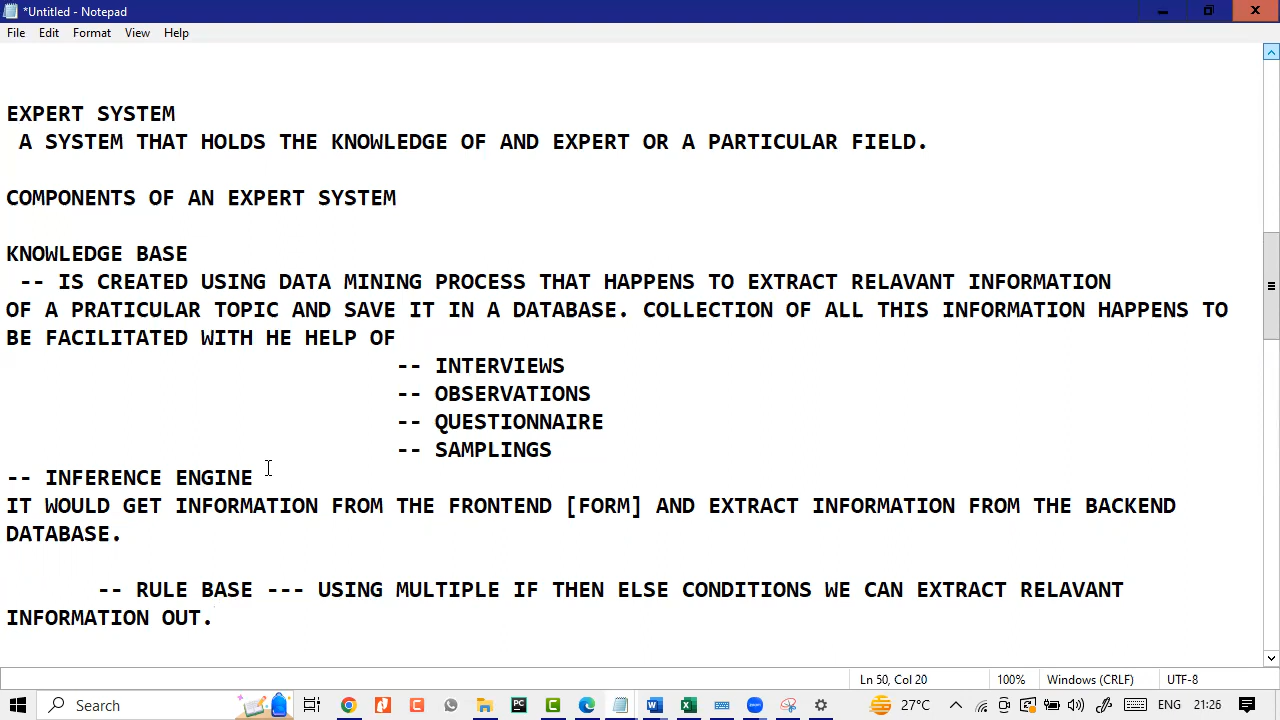 *Untitled - Notepad
File Edit Format View Help
EXPERT SYSTEM
A SYSTEM THAT HOLDS THE KNOWLEDGE OF AND EXPERT OR A PARTICULAR FIELD.
COMPONENTS OF AN EXPERT SYSTEM
KNOWLEDGE BASE
-- IS CREATED USING DATA MINING PROCESS THAT HAPPENS TO EXTRACT RELAVANT INFORMATION
OF A PRATICULAR TOPIC AND SAVE IT IN A DATABASE. COLLECTION OF ALL THIS INFORMATION HAPPENS TO
BE FACILITATED WITH HE HELP OF
-- INTERVIEWS
-- OBSERVATIONS
-- QUESTIONNAIRE
-- SAMPLINGS
-- INFERENCE ENGINE
IT WOULD GET INFORMATION FROM THE FRONTEND [FORM] AND EXTRACT INFORMATION FROM THE BACKEND
DATABASE.
-- RULE BASE --- USING MULTIPLE IF THEN ELSE CONDITIONS WE CAN EXTRACT RELAVANT
INFORMATION OUT.
Ln 50, Col 20 100% Windows (CRLF) UTF-8
Search 27°C ENG 21:26